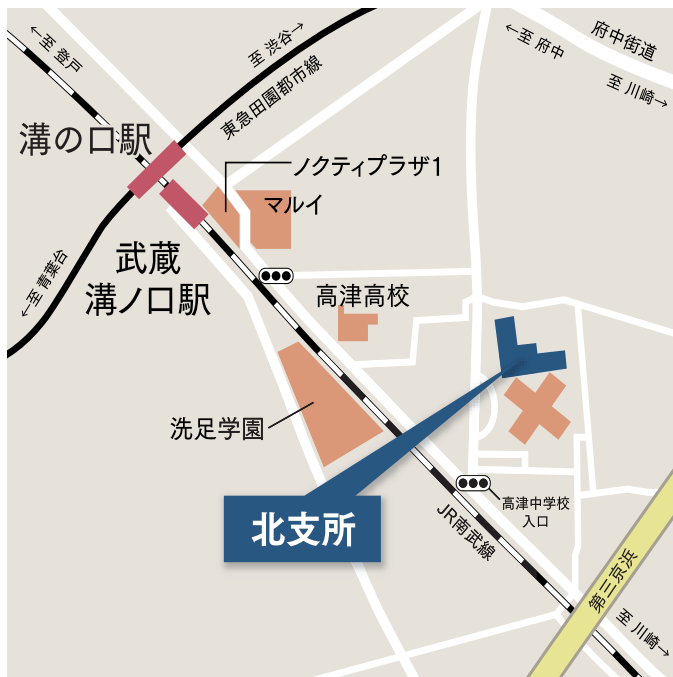 ←至 登戸
至 渋谷→
東急田園都市線
←至 府中
府中街道
至 川崎→
溝の口駅
ノクティプラザ1
マルイ
武蔵
溝ノ口駅
←至 青葉台
高津高校
洗足学園
北支所
高津中学校
入口
JR南武線
第三京浜
至 川崎→